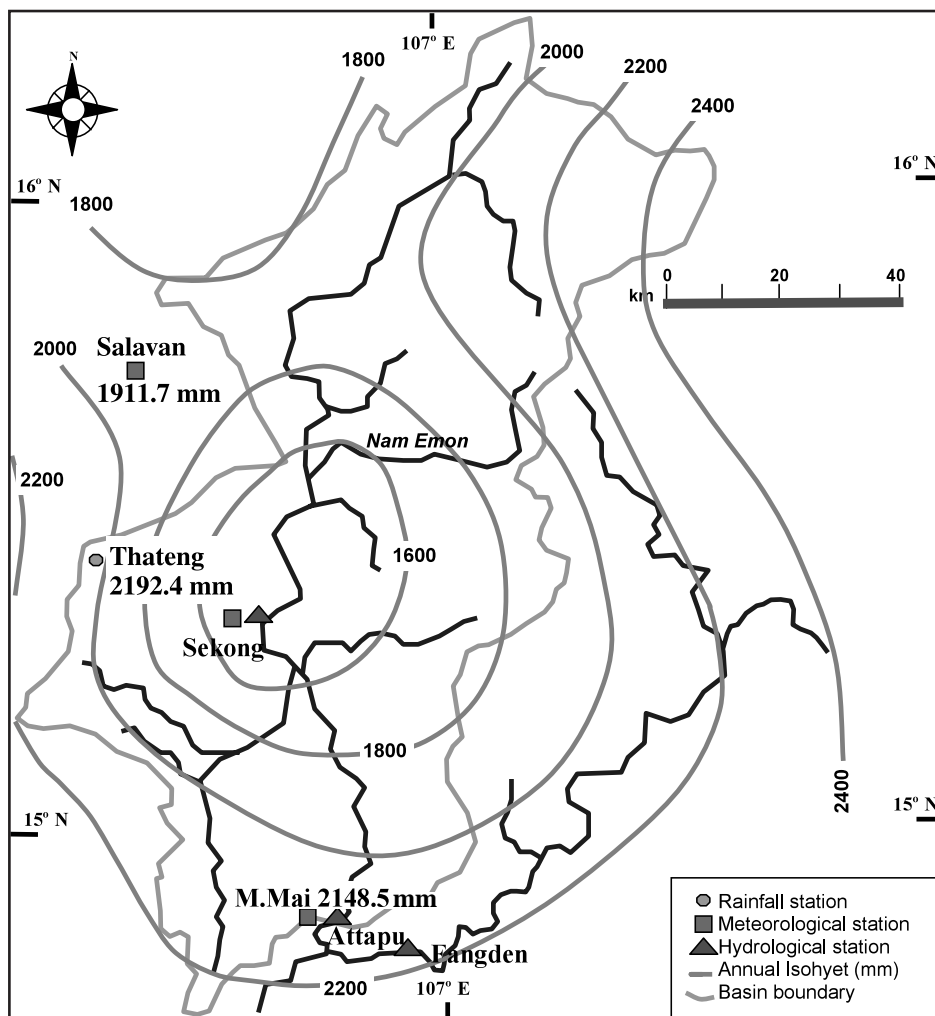 107° E
N
1800
2000
2200
2400
16° N
16° N
1800
0 20 40
km
Salavan
1911.7 mm
2000
Nam Emon
2200
Thateng
2192.4 mm
1600
Sekong
1800
2400
15° N
15° N
M.Mai 2148.5 mm
Attapu
Fangden
2200
107° E
Rainfall station
Meteorological station
Hydrological station
Annual Isohyet (mm)
Basin boundary